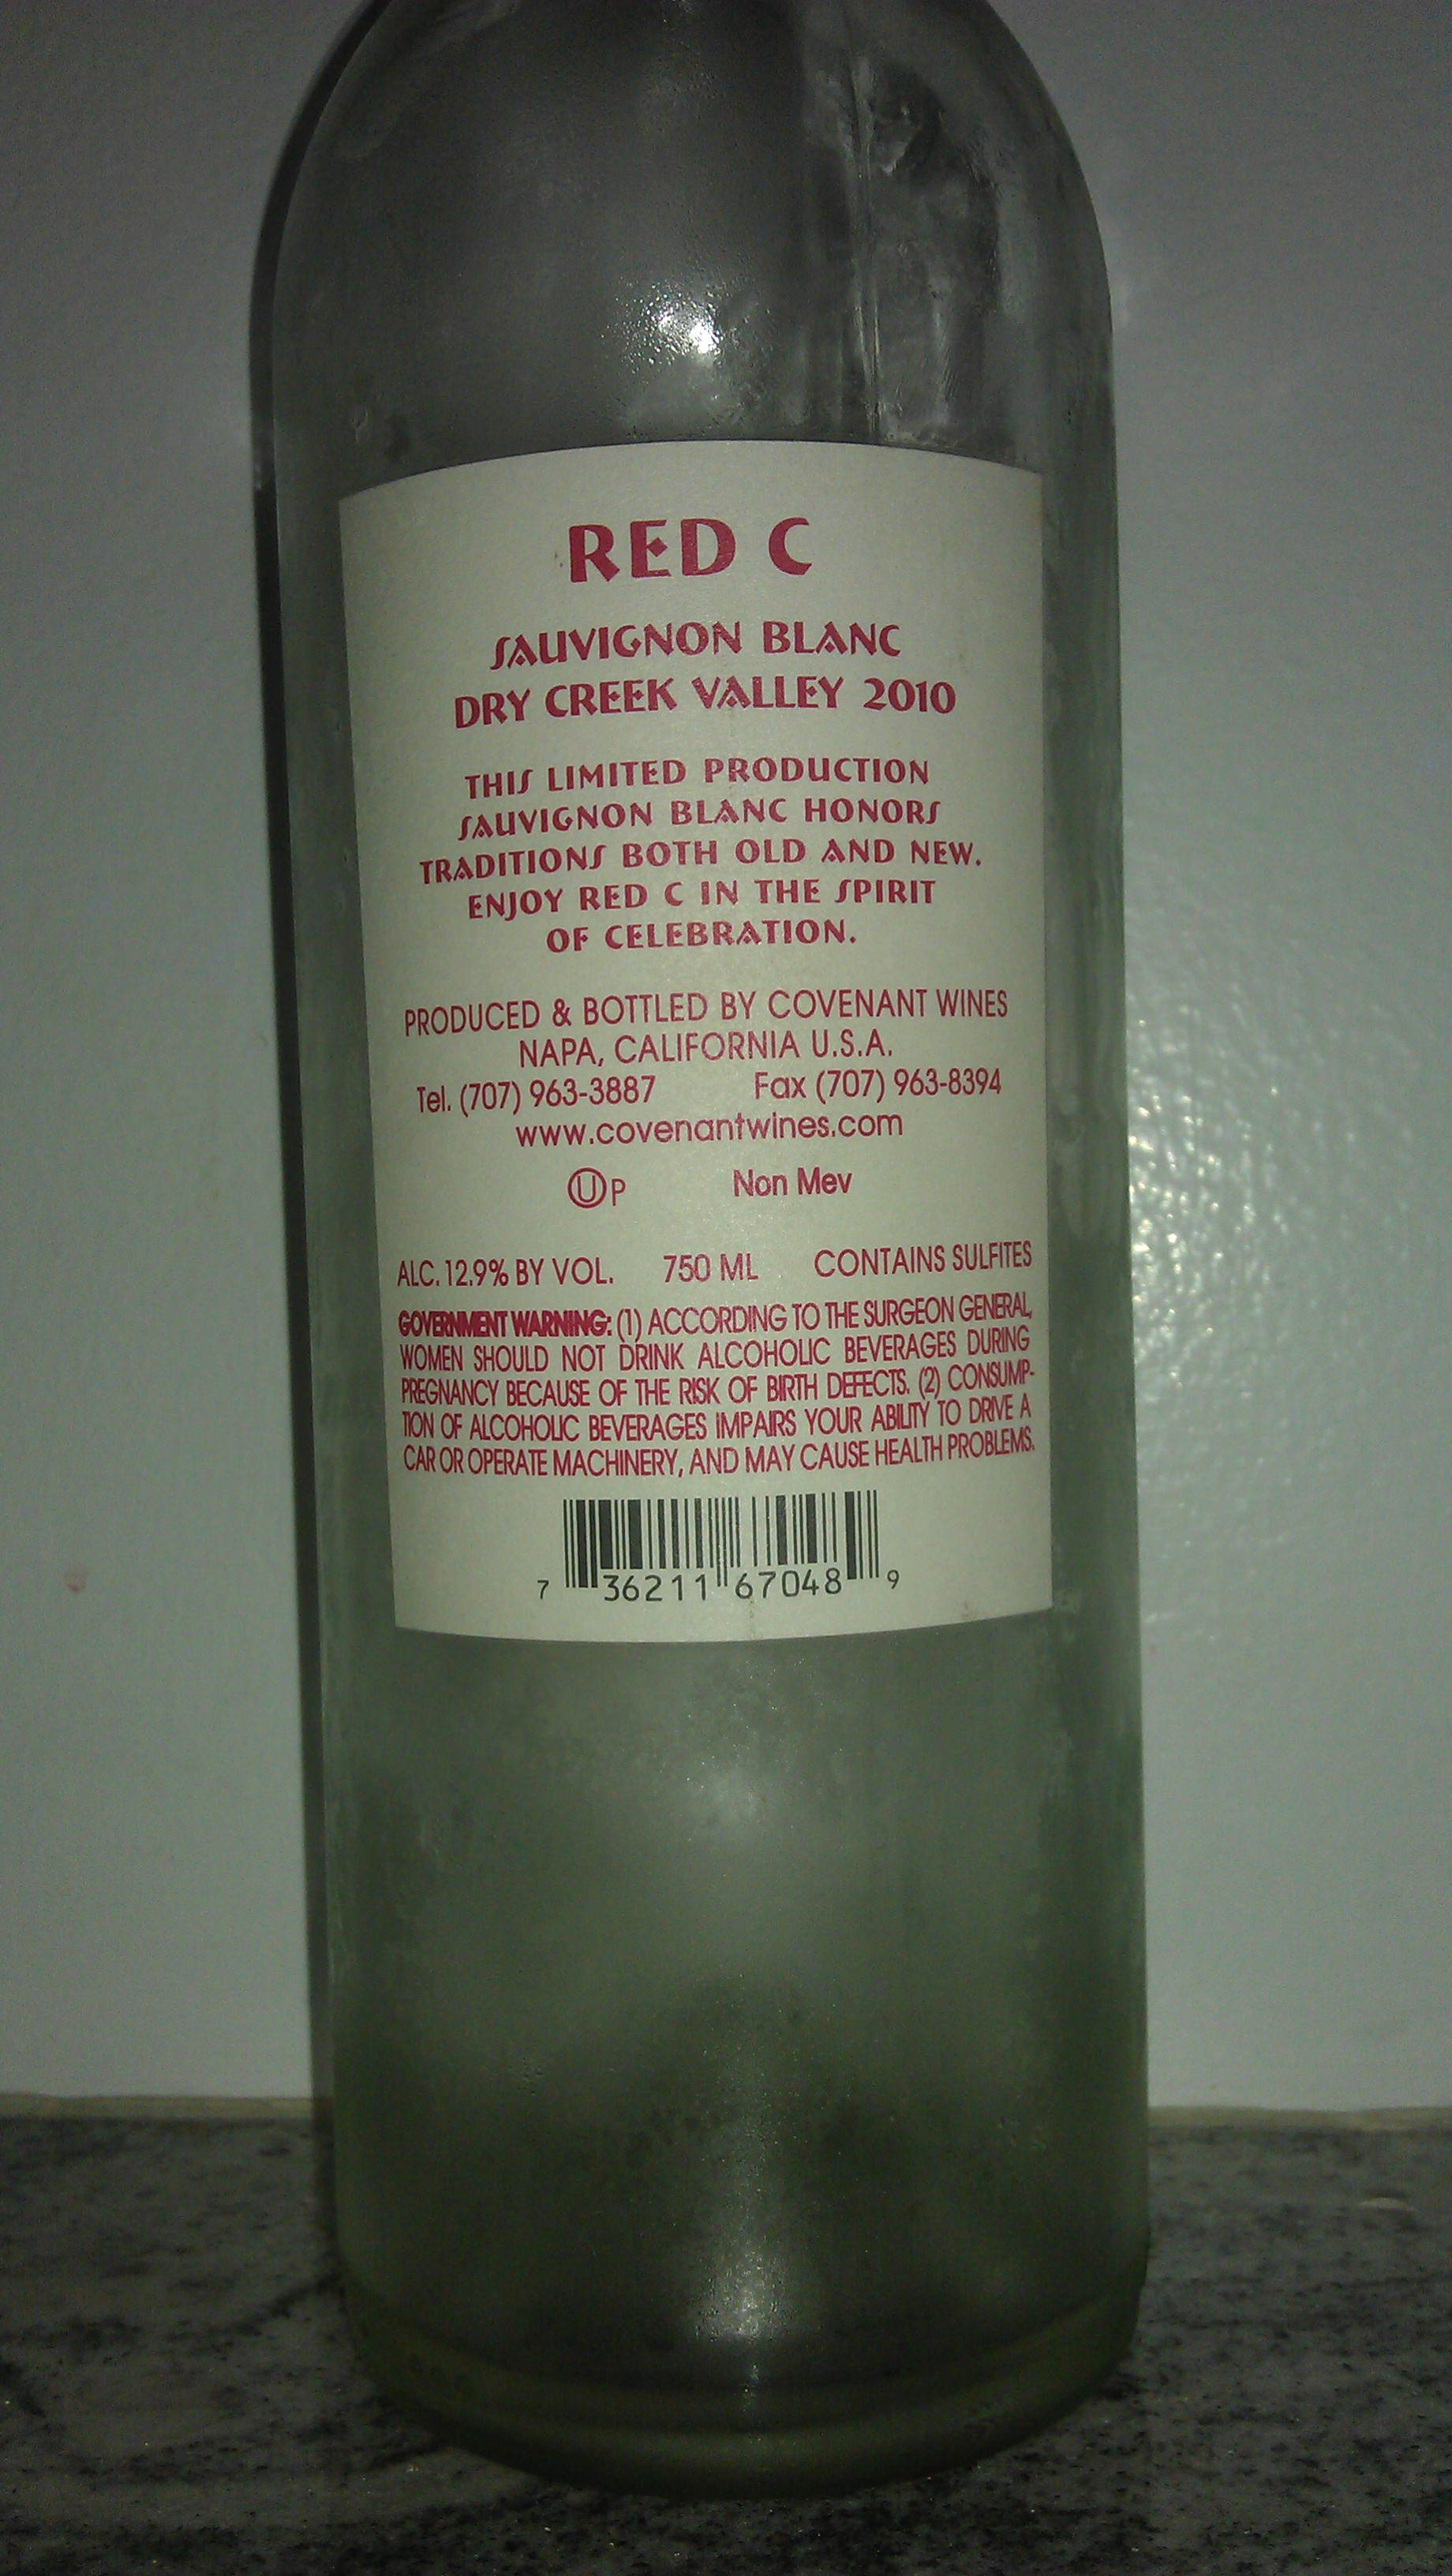 RED C
SAUVIGNON BLANC
DRY CREEK VALLEY 2010
THIS LIMITED PRODUCTION
SAUVIGNON BLANC HONORS
TRADITIONS BOTH OLD AND NEW.
ENJOY RED C IN THE SPIRIT
OF CELEBRATION.
PRODUCED & BOTTLED BY COVENANT WINES
NAPA, CALIFORNIA U.S.A.
Tel. (707) 963-3887 Fax (707) 963-8394
www.covenantwines.com
Ⓤ P Non Mev
ALC. 12.9% BY VOL. 750 ML CONTAINS SULFITES
GOVERNMENT WARNING: (1) ACCORDING TO THE SURGEON GENERAL,
WOMEN SHOULD NOT DRINK ALCOHOLIC BEVERAGES DURING
PREGNANCY BECAUSE OF THE RISK OF BIRTH DEFECTS. (2) CONSUMP-
TION OF ALCOHOLIC BEVERAGES IMPAIRS YOUR ABILITY TO DRIVE A
CAR OR OPERATE MACHINERY, AND MAY CAUSE HEALTH PROBLEMS.
7 36211 67048 9